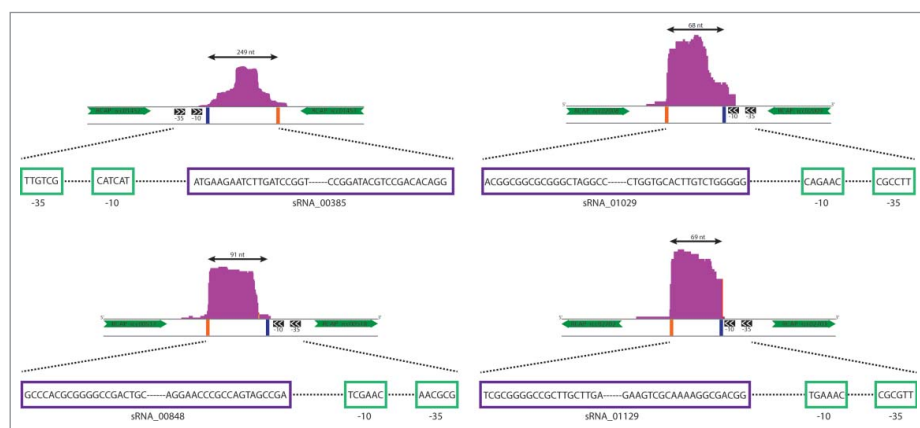 249 nt
-35 -10
TTGTCG CATCAT ATGAAGAATCTTGATCCGGT------CCGGATACGTCCGACACAGG
-35 -10 sRNA_00385
68 nt
-10 -35
ACGGCGGCGCGGGCTAGGCC------CTGGTGCACTTGTCTGGGGG CAGAAC CGCCTT
sRNA_01029 -10 -35
91 nt
-10 -35
GCCCACGCGGGGCCGACTGC------AGGAACCCGCCAGTAGCCGA TCGAAC AACGCG
sRNA_00848 -10 -35
69 nt
-10 -35
TCGCGGGGCCGCTTGCTTGA------GAAGTCGCAAAAGGCGACGG TGAAAC CGCGTT
sRNA_01129 -10 -35